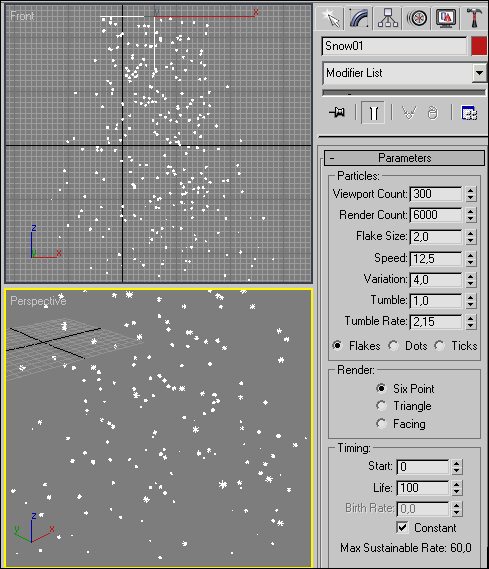 Front
x
z
x
Perspective
z
y
x
Snow01
Modifier List
- Parameters
Particles:
Viewport Count: 300
Render Count: 6000
Flake Size: 2,0
Speed: 12,5
Variation: 4,0
Tumble: 1,0
Tumble Rate: 2,15
Flakes Dots Ticks
Render:
Six Point
Triangle
Facing
Timing:
Start: 0
Life: 100
Birth Rate: 0,0
Constant
Max Sustainable Rate: 60,0